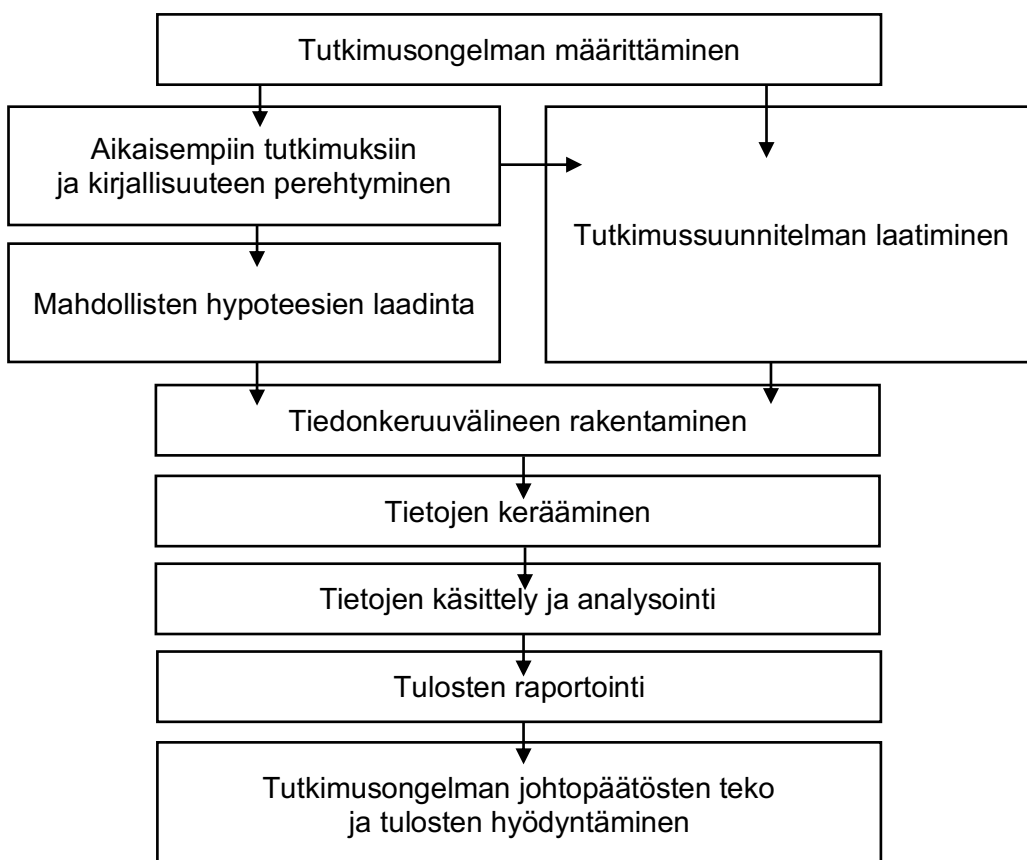 Tutkimusongelman määrittäminen
Aikaisempiin tutkimuksiin
ja kirjallisuuteen perehtyminen
Tutkimussuunnitelman laatiminen
Mahdollisten hypoteesien laadinta
Tiedonkeruuvälineen rakentaminen
Tietojen kerääminen
Tietojen käsittely ja analysointi
Tulosten raportointi
Tutkimusongelman johtopäätösten teko
ja tulosten hyödyntäminen